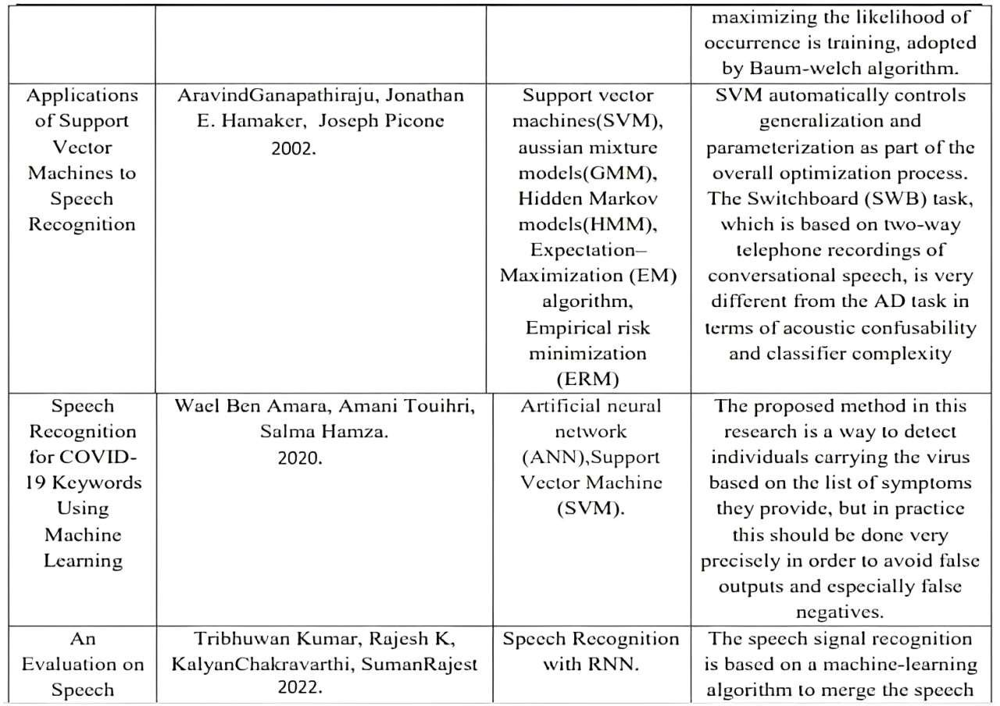 maximizing the likelihood of
occurrence is training, adopted
by Baum-welch algorithm.
Applications
of Support
Vector
Machines to
Speech
Recognition
AravindGanapathiraju, Jonathan
E. Hamaker, Joseph Picone
2002.
Support vector
machines(SVM),
aussian mixture
models(GMM),
Hidden Markov
models(HMM),
Expectation–
Maximization (EM)
algorithm,
Empirical risk
minimization
(ERM)
SVM automatically controls
generalization and
parameterization as part of the
overall optimization process.
The Switchboard (SWB) task,
which is based on two-way
telephone recordings of
conversational speech, is very
different from the AD task in
terms of acoustic confusability
and classifier complexity
Speech
Recognition
for COVID-
19 Keywords
Using
Machine
Learning
Wael Ben Amara, Amani Touihri,
Salma Hamza.
2020.
Artificial neural
network
(ANN),Support
Vector Machine
(SVM).
The proposed method in this
research is a way to detect
individuals carrying the virus
based on the list of symptoms
they provide, but in practice
this should be done very
precisely in order to avoid false
outputs and especially false
negatives.
An
Evaluation on
Speech
Tribhuwan Kumar, Rajesh K,
KalyanChakravarthi, SumanRajest
2022.
Speech Recognition
with RNN.
The speech signal recognition
is based on a machine-learning
algorithm to merge the speech